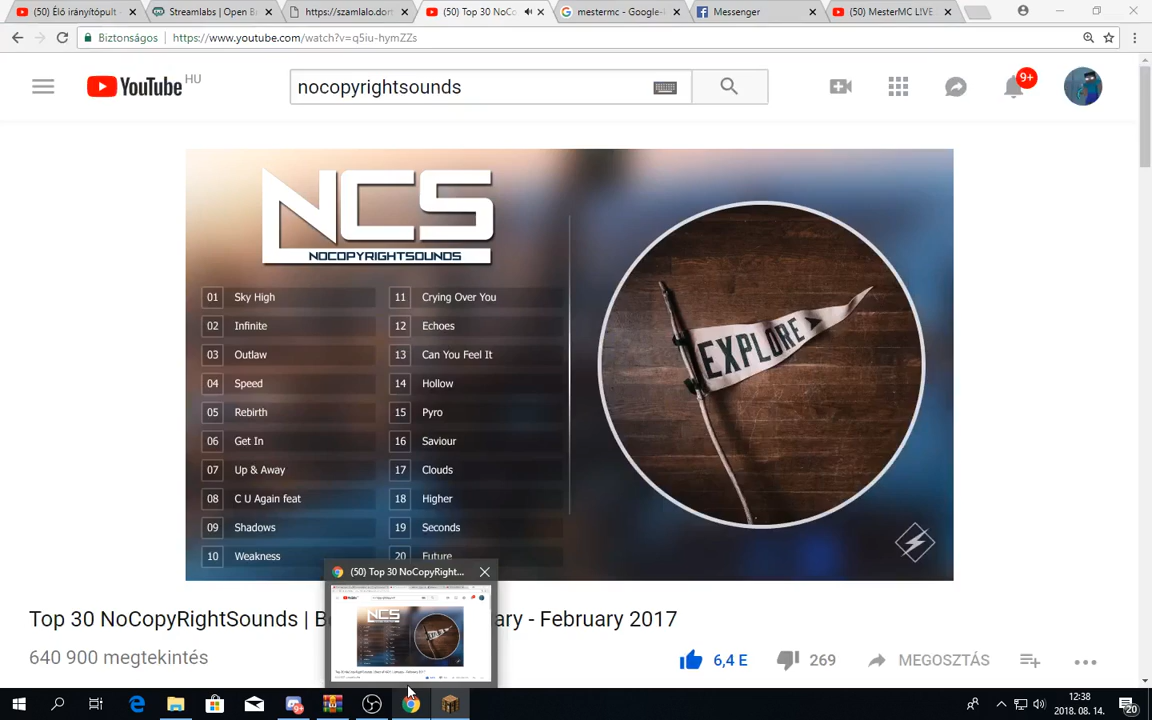 (50) Élő irányítópult -
Streamlabs | Open Br
https://szamlalo.dort
(50) Top 30 NoCo
mestermc - Google-
Messenger
(50) MesterMC LIVE
Biztonságos
https://www.youtube.com/watch?v=q5iu-hymZZs
YouTube HU
nocopyrightsounds
9+
NCS
NOCOPYRIGHTSOUNDS
01 Sky High
02 Infinite
03 Outlaw
04 Speed
05 Rebirth
06 Get In
07 Up & Away
08 C U Again feat
09 Shadows
10 Weakness
11 Crying Over You
12 Echoes
13 Can You Feel It
14 Hollow
15 Pyro
16 Saviour
17 Clouds
18 Higher
19 Seconds
20 Future
EXPLORE
(50) Top 30 NoCopyRight...
Top 30 NoCopyRightSounds | B
ary - February 2017
640 900 megtekintés
6,4 E
269
MEGOSZTÁS
12:38
2018. 08. 14.
20